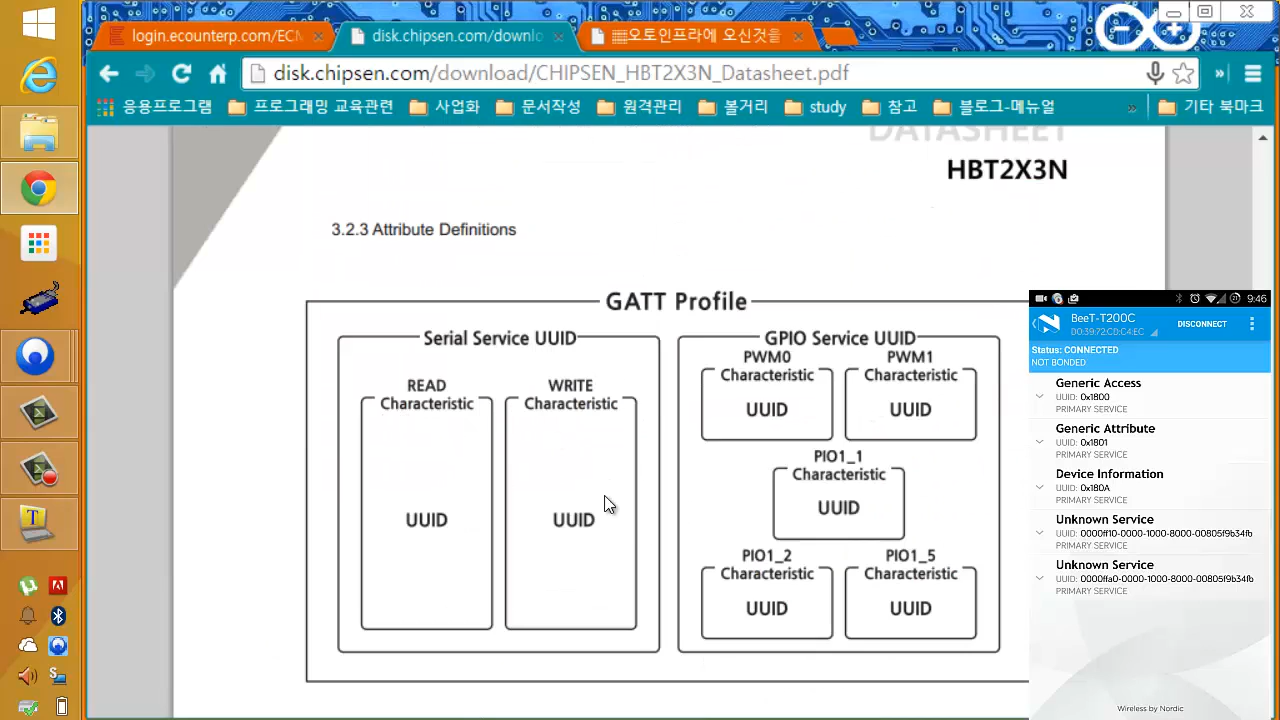 login.ecounterp.com/ECM
disk.chipsen.com/downlo
오토인프라에 오신것을
disk.chipsen.com/download/CHIPSEN_HBT2X3N_Datasheet.pdf
응용프로그램
프로그래밍 교육관련
사업화
문서작성
원격관리
볼거리
study
참고
블로그-메뉴얼
»
기타 북마크
DATASHEET
HBT2X3N
3.2.3 Attribute Definitions
GATT Profile
Serial Service UUID
READ
Characteristic
UUID
WRITE
Characteristic
UUID
GPIO Service UUID
PWM0
Characteristic
UUID
PWM1
Characteristic
UUID
PIO1_1
Characteristic
UUID
PIO1_2
Characteristic
UUID
PIO1_5
Characteristic
UUID
9:46
BeeT-T200C
D0:39:72:CD:C4:EC
DISCONNECT
Status: CONNECTED
NOT BONDED
Generic Access
UUID: 0x1800
PRIMARY SERVICE
Generic Attribute
UUID: 0x1801
PRIMARY SERVICE
Device Information
UUID: 0x180A
PRIMARY SERVICE
Unknown Service
UUID: 0000ff10-0000-1000-8000-00805f9b34fb
PRIMARY SERVICE
Unknown Service
UUID: 0000ffa0-0000-1000-8000-00805f9b34fb
PRIMARY SERVICE
Wireless by Nordic